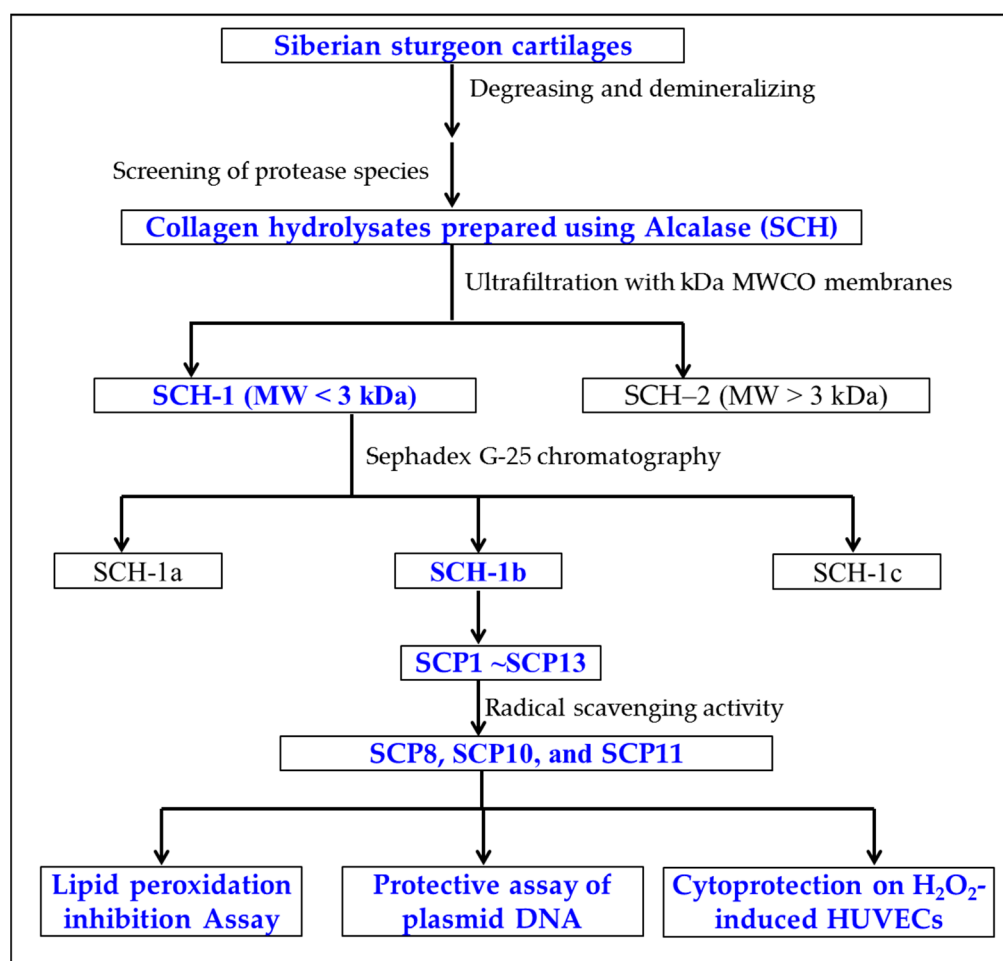 Siberian sturgeon cartilages
Degreasing and demineralizing
Screening of protease species
Collagen hydrolysates prepared using Alcalase (SCH)
Ultrafiltration with kDa MWCO membranes
SCH-1 (MW < 3 kDa)
SCH–2 (MW > 3 kDa)
Sephadex G-25 chromatography
SCH-1a
SCH-1b
SCH-1c
SCP1 ~SCP13
Radical scavenging activity
SCP8, SCP10, and SCP11
Lipid peroxidation
inhibition Assay
Protective assay of
plasmid DNA
Cytoprotection on H₂O₂-
induced HUVECs